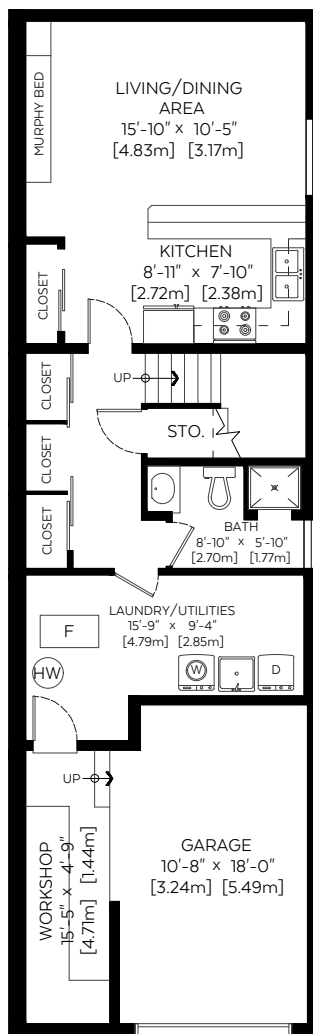 MURPHY BED
LIVING/DINING
AREA
15'-10" x 10'-5"
[4.83m] [3.17m]
KITCHEN
8'-11" x 7'-10"
[2.72m] [2.38m]
CLOSET
CLOSET
UP
STO.
CLOSET
CLOSET
BATH
8'-10" x 5'-10"
[2.70m] [1.77m]
LAUNDRY/UTILITIES
15'-9" x 9'-4"
[4.79m] [2.85m]
F
HW
W
D
UP
WORKSHOP
15'-5" x 4'-9"
[4.71m] [1.44m]
GARAGE
10'-8" x 18'-0"
[3.24m] [5.49m]